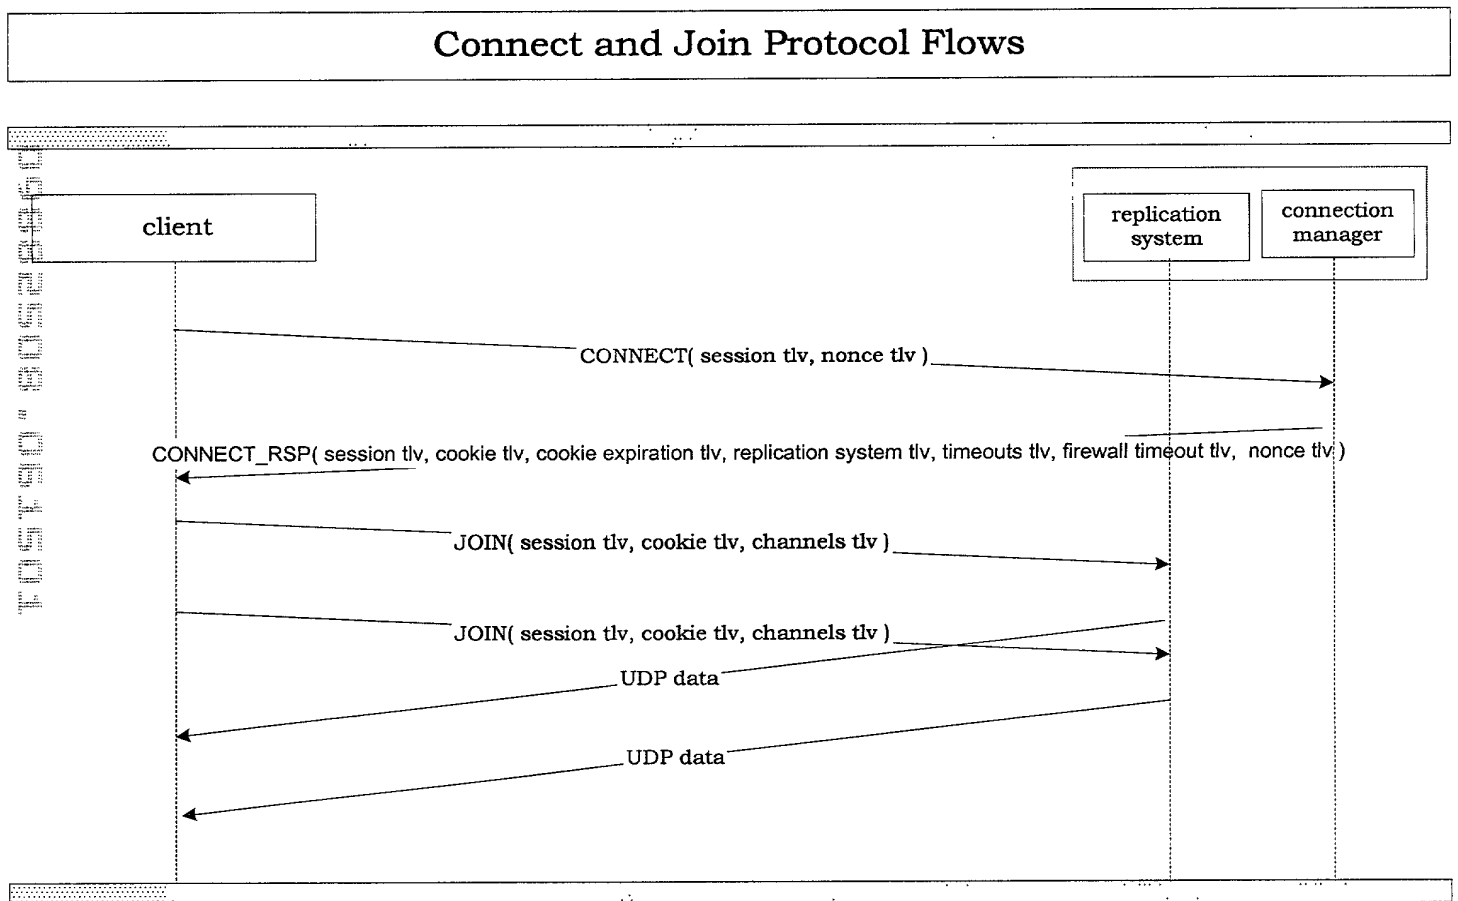 Connect and Join Protocol Flows
client
replication
system
connection
manager
CONNECT( session tlv, nonce tlv )
CONNECT_RSP( session tlv, cookie tlv, cookie expiration tlv, replication system tlv, timeouts tlv, firewall timeout tlv, nonce tlv )
JOIN( session tlv, cookie tlv, channels tlv )
JOIN( session tlv, cookie tlv, channels tlv )
UDP data
UDP data